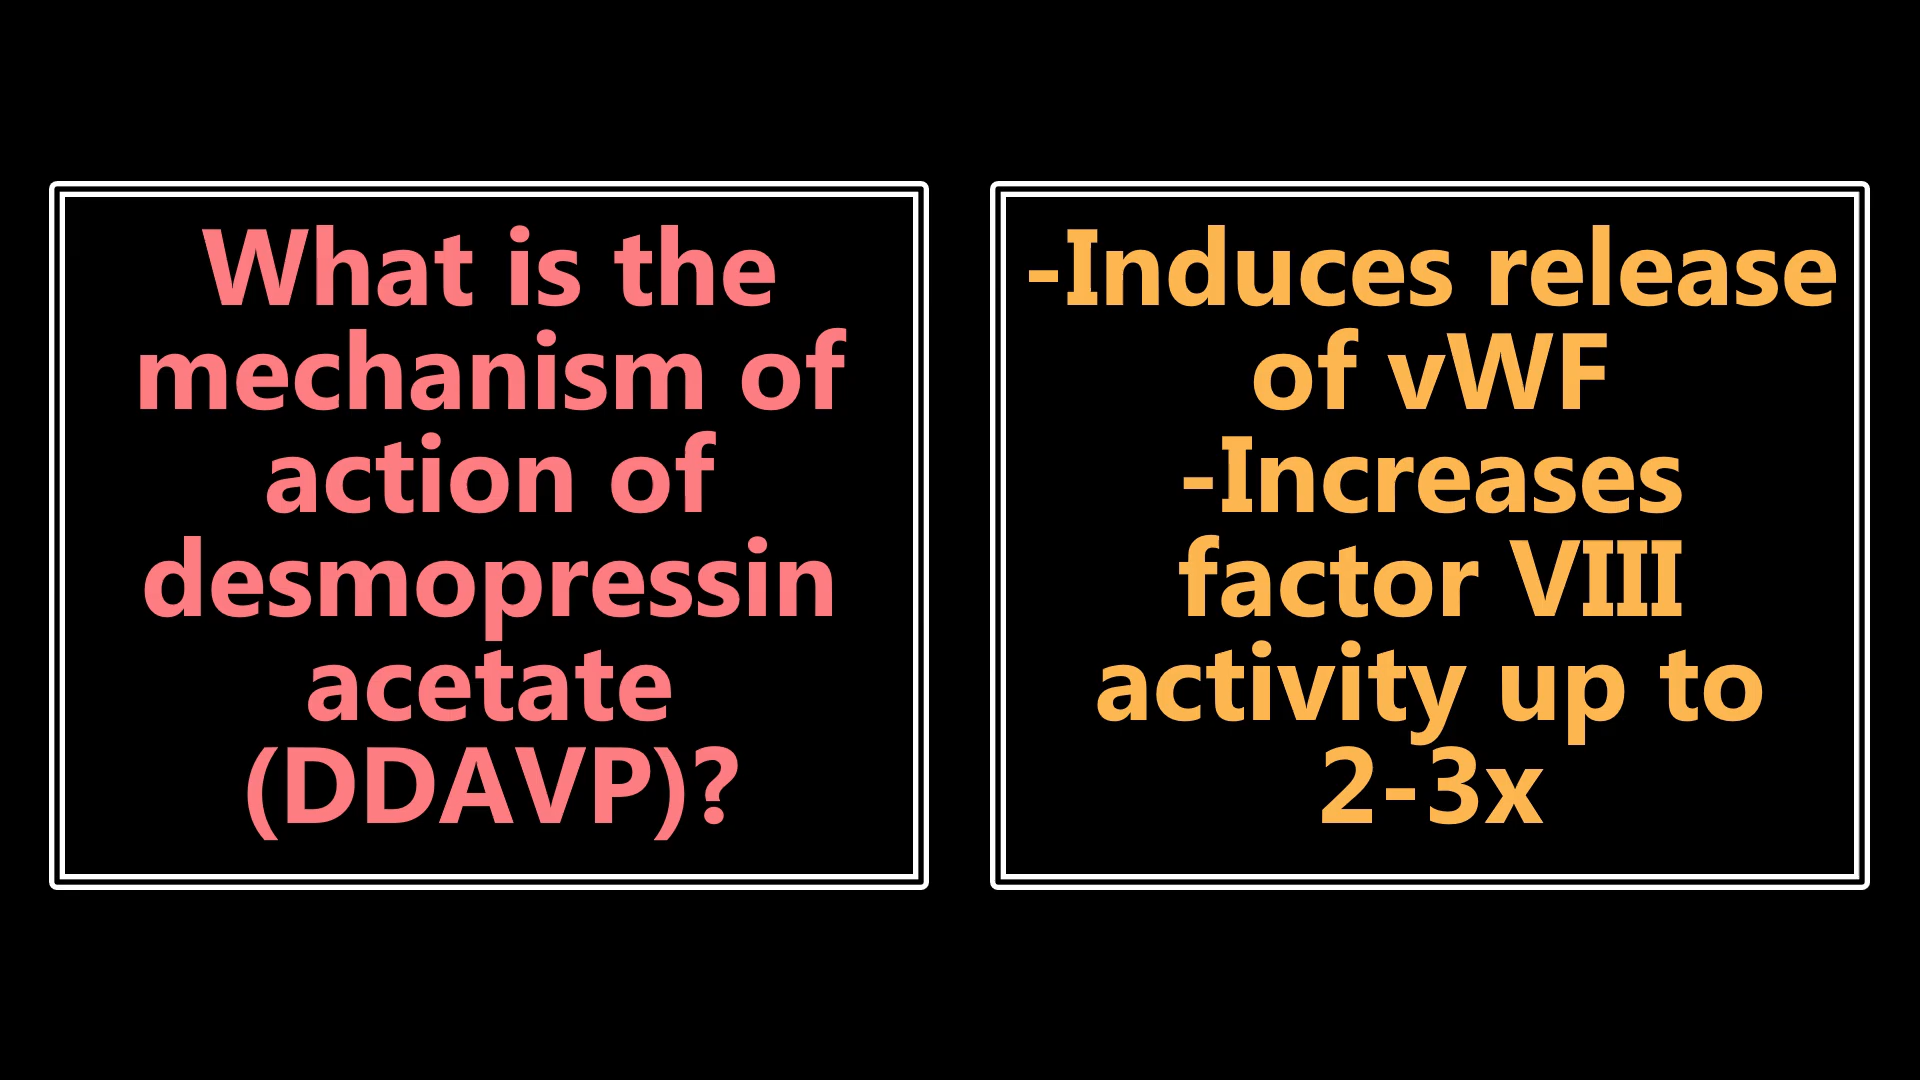 What is the
mechanism of
action of
desmopressin
acetate
(DDAVP)?
-Induces release
of vWF
-Increases
factor VIII
activity up to
2-3x